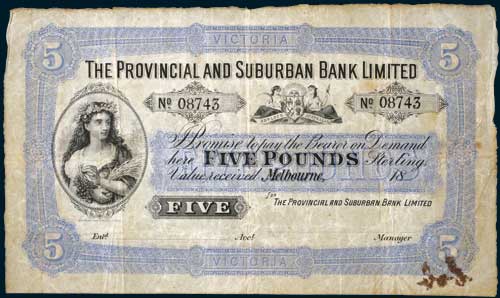 5 VICTORIA 5
THE PROVINCIAL AND SUBURBAN BANK LIMITED
No 08743 No 08743
I Promise to pay the Bearer on Demand
here FIVE POUNDS Sterling
Value received Melbourne, 18
for THE PROVINCIAL AND SUBURBAN BANK LIMITED
FIVE
Entd. Acct. Manager
5 VICTORIA 5